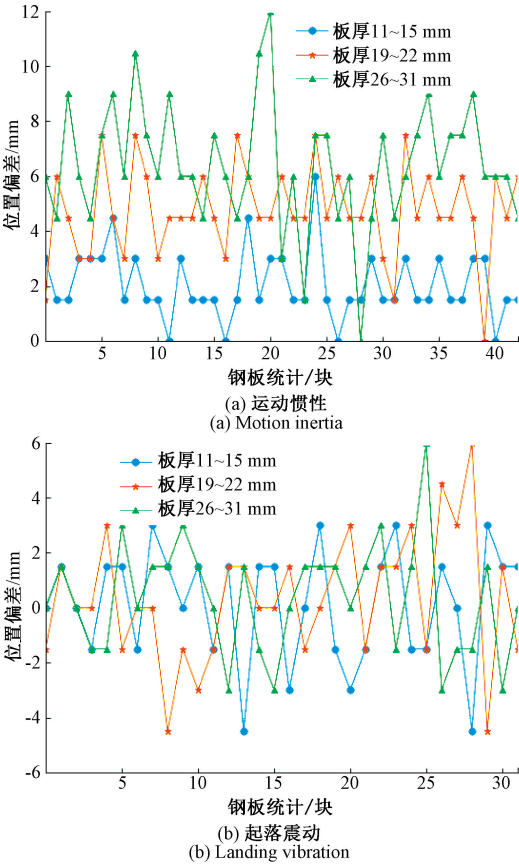 12
10
8
6
4
2
0
位置偏差/mm
板厚11~15 mm
板厚19~22 mm
板厚26~31 mm
5 10 15 20 25 30 35 40
钢板统计/块
(a) 运动惯性
(a) Motion inertia
6
4
2
0
-2
-4
-6
位置偏差/mm
板厚11~15 mm
板厚19~22 mm
板厚26~31 mm
5 10 15 20 25 30
钢板统计/块
(b) 起落震动
(b) Landing vibration